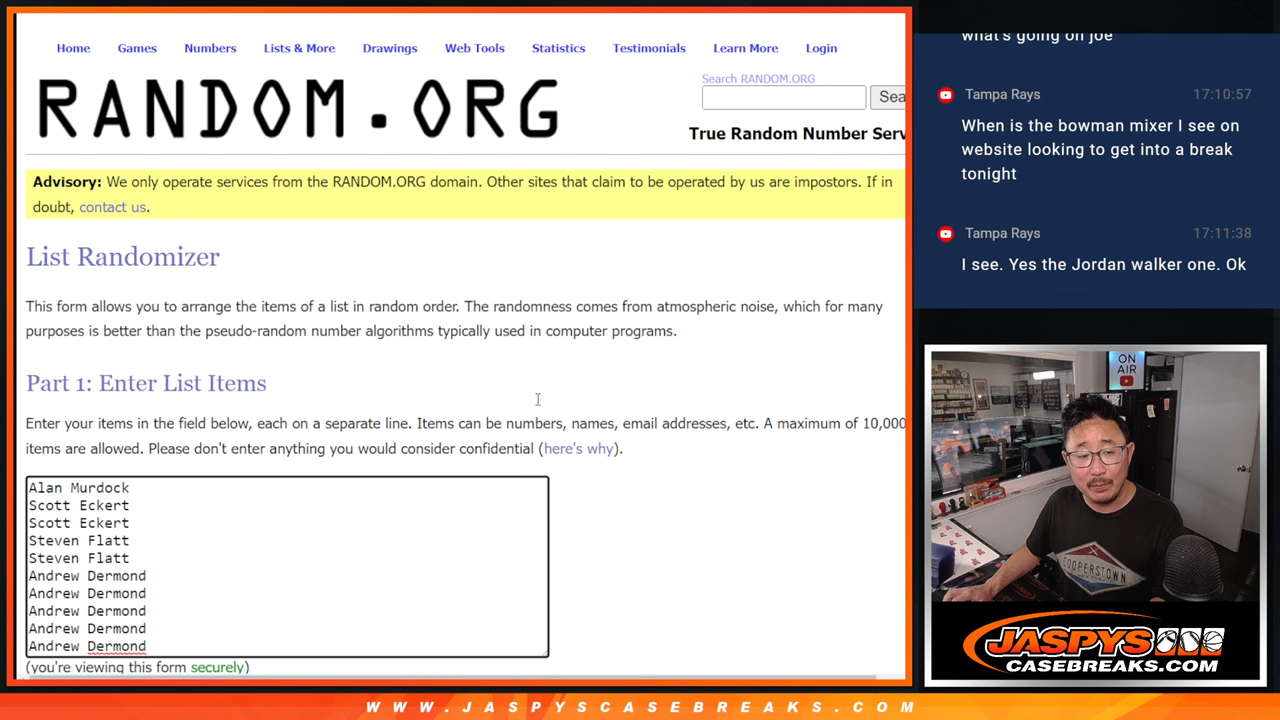 Home Games Numbers Lists & More Drawings Web Tools Statistics Testimonials Learn More Login
RANDOM.ORG
Search RANDOM.ORG
Sea
True Random Number Serv
Advisory: We only operate services from the RANDOM.ORG domain. Other sites that claim to be operated by us are impostors. If in
doubt, contact us.
List Randomizer
This form allows you to arrange the items of a list in random order. The randomness comes from atmospheric noise, which for many
purposes is better than the pseudo-random number algorithms typically used in computer programs.
Part 1: Enter List Items
Enter your items in the field below, each on a separate line. Items can be numbers, names, email addresses, etc. A maximum of 10,000
items are allowed. Please don't enter anything you would consider confidential (here's why).
Alan Murdock
Scott Eckert
Scott Eckert
Steven Flatt
Steven Flatt
Andrew Dermond
Andrew Dermond
Andrew Dermond
Andrew Dermond
Andrew Dermond
(you're viewing this form securely)
what's going on joe
Tampa Rays 17:10:57
When is the bowman mixer I see on
website looking to get into a break
tonight
Tampa Rays 17:11:38
I see. Yes the Jordan walker one. Ok
ON
AIR
COOPERSTOWN
JASPYS
CASEBREAKS.COM
WWW.JASPYSCASEBREAKS.COM